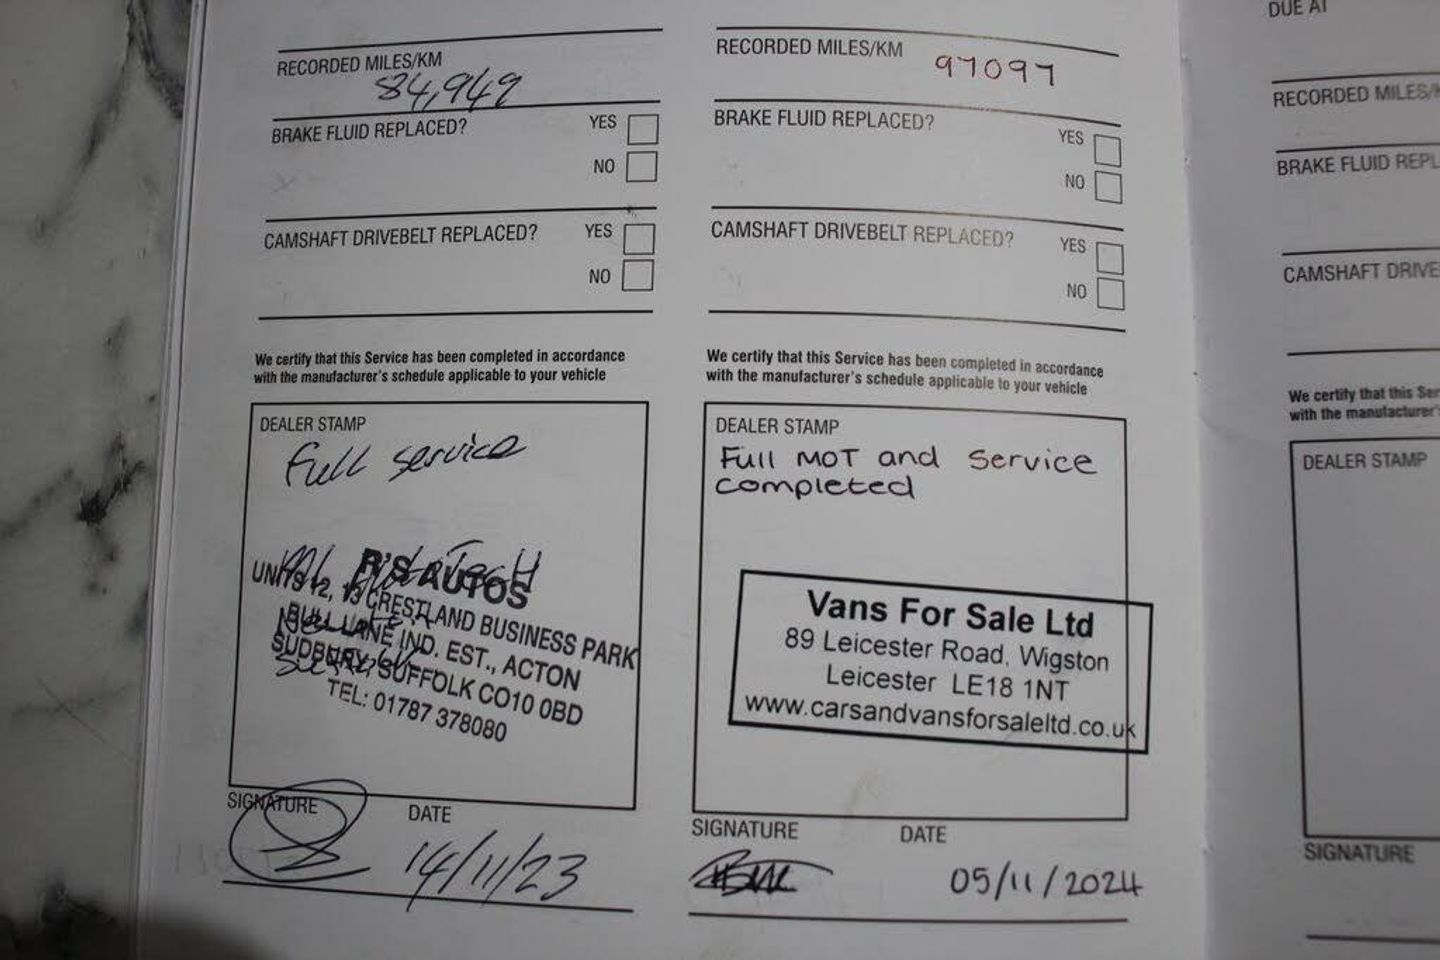 RECORDED MILES/KM
84,949
BRAKE FLUID REPLACED? YES
NO
CAMSHAFT DRIVEBELT REPLACED? YES
NO
We certify that this Service has been completed in accordance
with the manufacturer's schedule applicable to your vehicle
DEALER STAMP
Full service
R'S AUTOS
UNITS 12, 13 CRESTLAND BUSINESS PARK
BULL LANE IND. EST., ACTON
SUDBURY, SUFFOLK CO10 0BD
TEL: 01787 378080
SIGNATURE DATE
14/11/23
RECORDED MILES/KM 97097
BRAKE FLUID REPLACED? YES
NO
CAMSHAFT DRIVEBELT REPLACED? YES
NO
We certify that this Service has been completed in accordance
with the manufacturer's schedule applicable to your vehicle
DEALER STAMP
Full MOT and Service
completed
Vans For Sale Ltd
89 Leicester Road, Wigston
Leicester LE18 1NT
www.carsandvansforsaleltd.co.uk
SIGNATURE DATE
05/11/2024
DUE AT
RECORDED MILES/
BRAKE FLUID REPL
CAMSHAFT DRIVE
We certify that this Ser
with the manufacturer's
DEALER STAMP
SIGNATURE